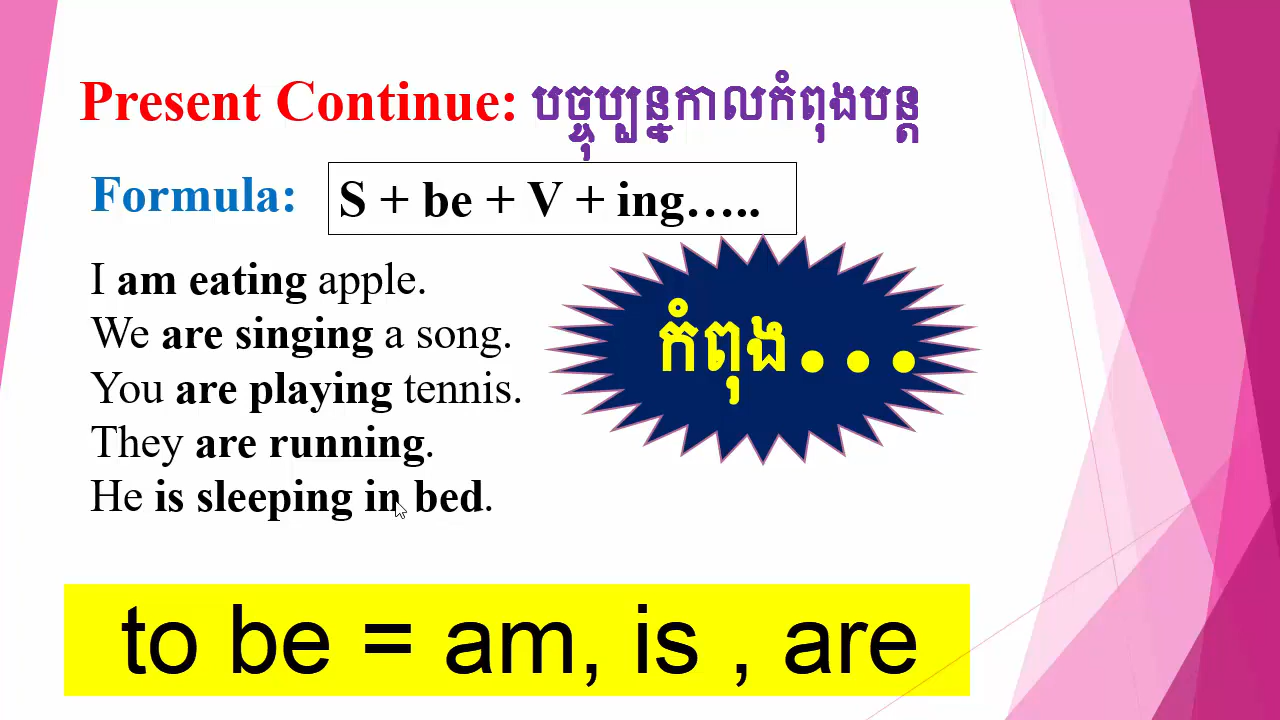 Present Continue: បច្ចុប្បន្នកាលកំពុងបន្ត
Formula: S + be + V + ing.....
I am eating apple.
We are singing a song.
You are playing tennis.
They are running.
He is sleeping in bed.
កំពុង...
to be = am, is , are